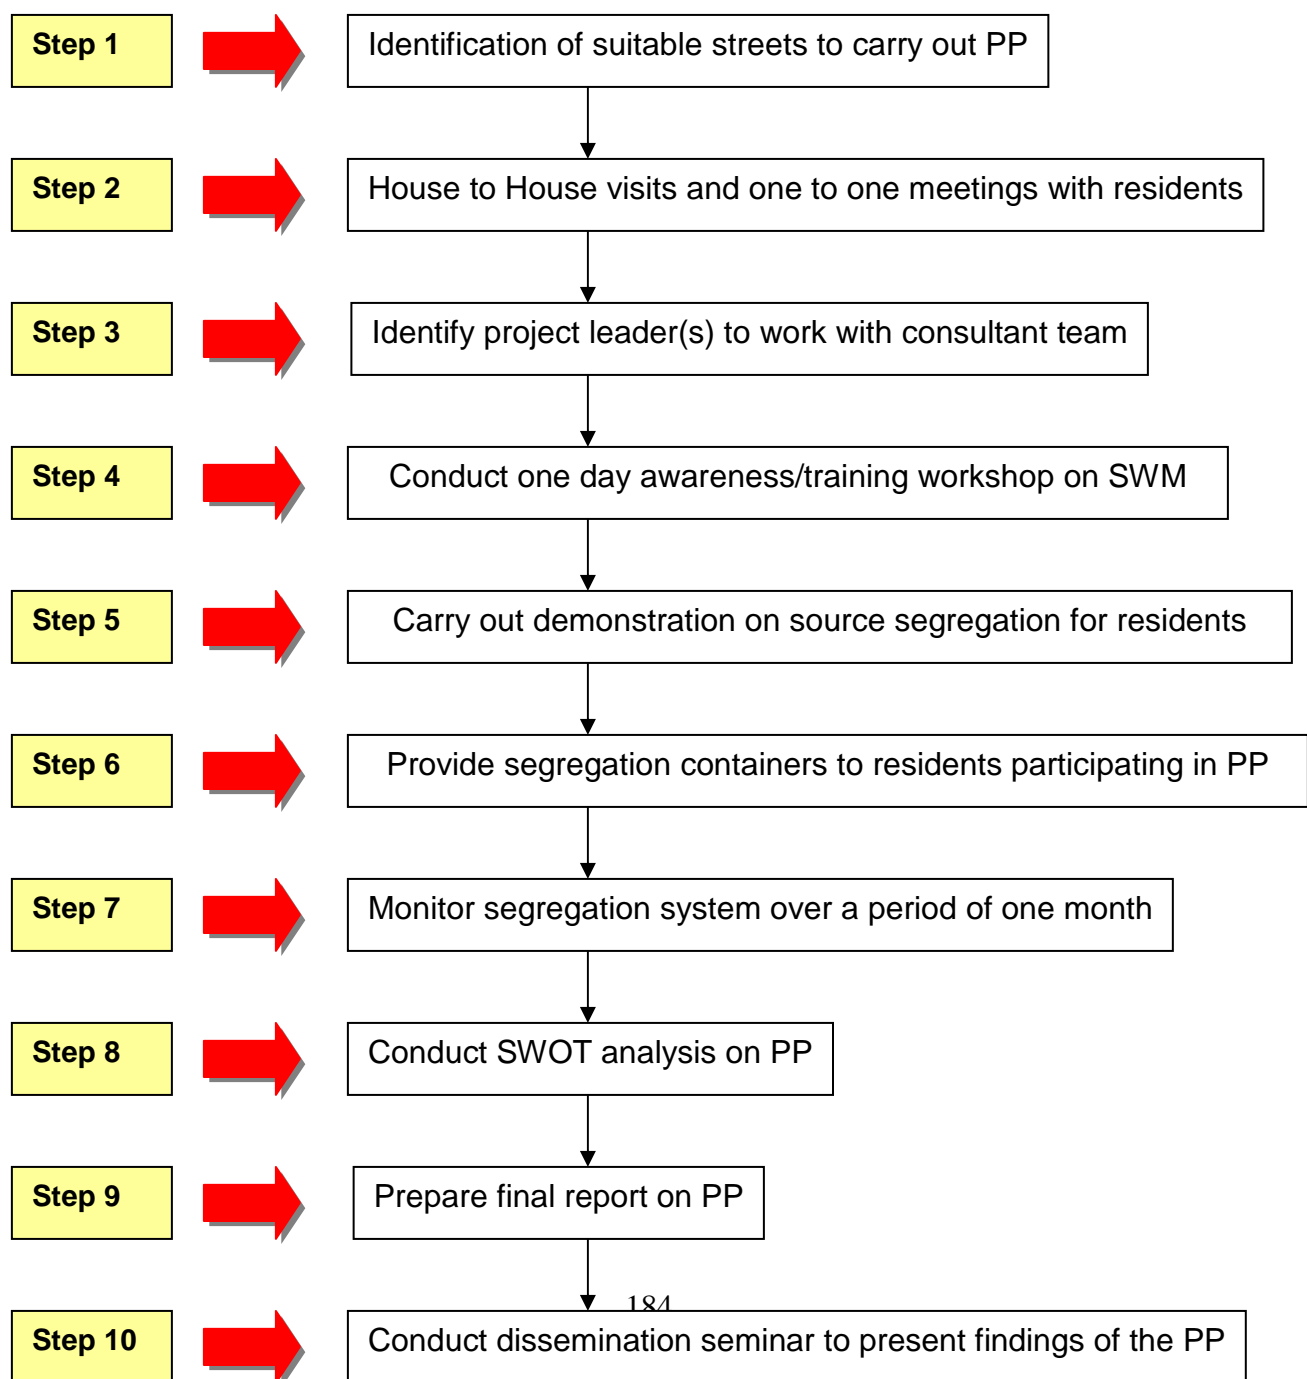 Step 1
Identification of suitable streets to carry out PP
Step 2
House to House visits and one to one meetings with residents
Step 3
Identify project leader(s) to work with consultant team
Step 4
Conduct one day awareness/training workshop on SWM
Step 5
Carry out demonstration on source segregation for residents
Step 6
Provide segregation containers to residents participating in PP
Step 7
Monitor segregation system over a period of one month
Step 8
Conduct SWOT analysis on PP
Step 9
Prepare final report on PP
184
Step 10
Conduct dissemination seminar to present findings of the PP